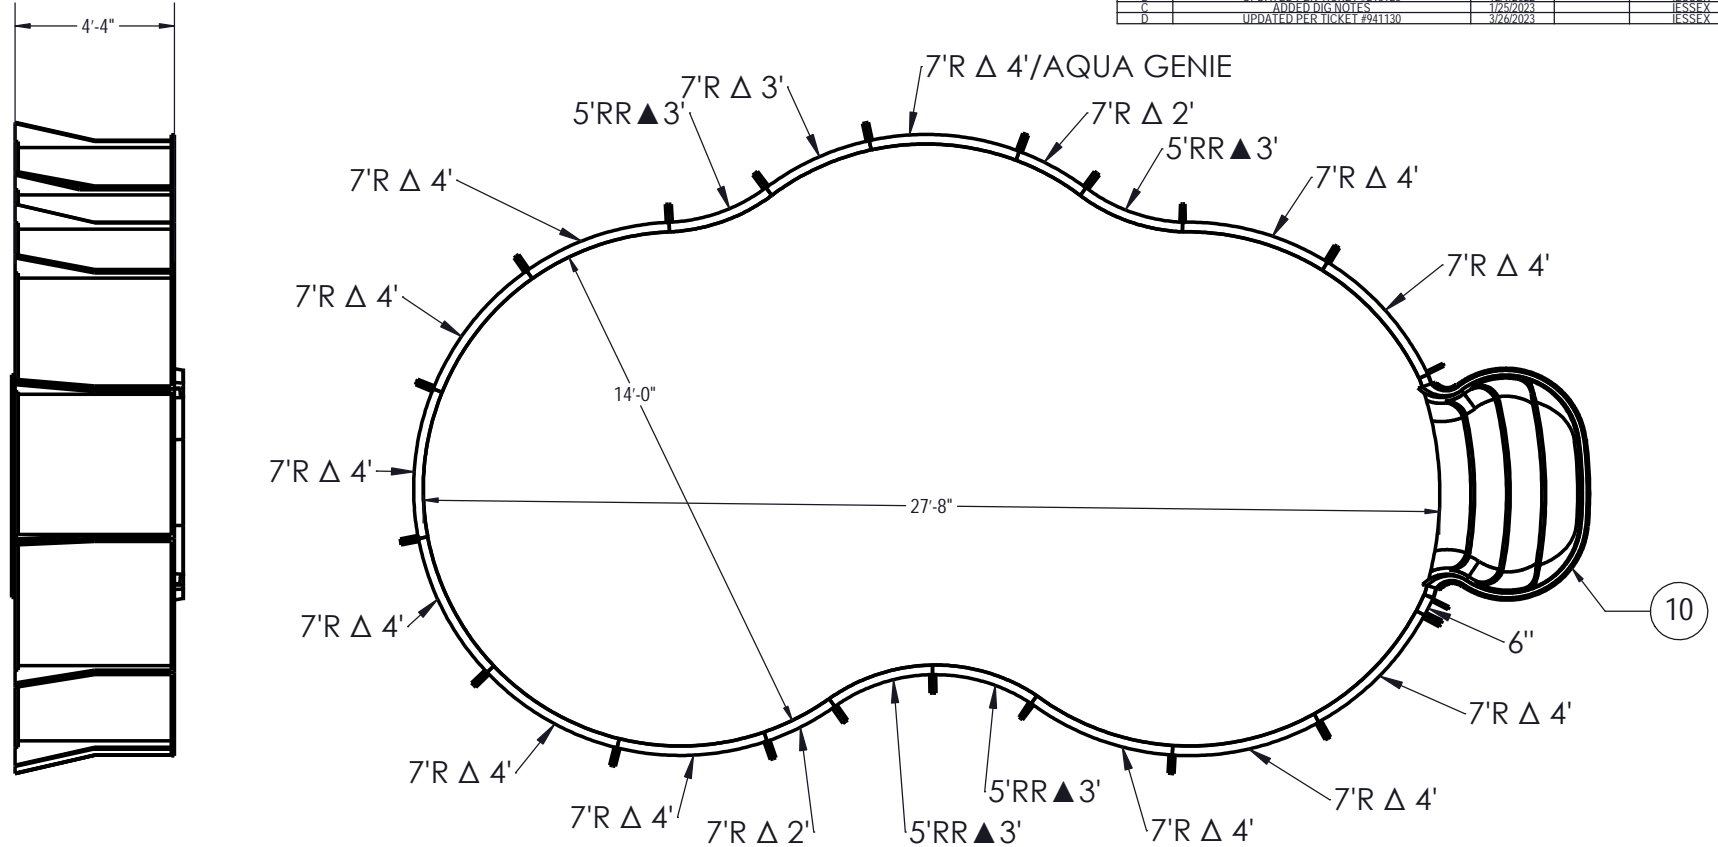 C ADDED DIG NOTES 1/25/2023 IESSEX
D UPDATED PER TICKET #941130 3/26/2023 IESSEX
4'-4"
7'R Δ 4'/AQUA GENIE
7'R Δ 3'
5'RR▲3'
7'R Δ 2'
5'RR▲3'
7'R Δ 4'
7'R Δ 4'
7'R Δ 4'
7'R Δ 4'
14'-0"
7'R Δ 4'
27'-8"
10
7'R Δ 4'
6"
7'R Δ 4'
7'R Δ 4'
7'R Δ 4'
7'R Δ 2'
5'RR▲3'
5'RR▲3'
7'R Δ 4'
7'R Δ 4'